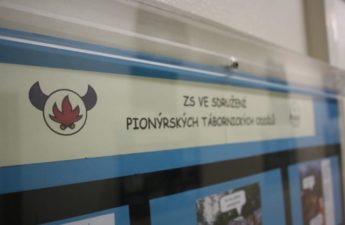 ZS VE SDRUŽENÍ
PIONÝRSKÝCH TÁBORNICKÝCH ODDÍLŮ